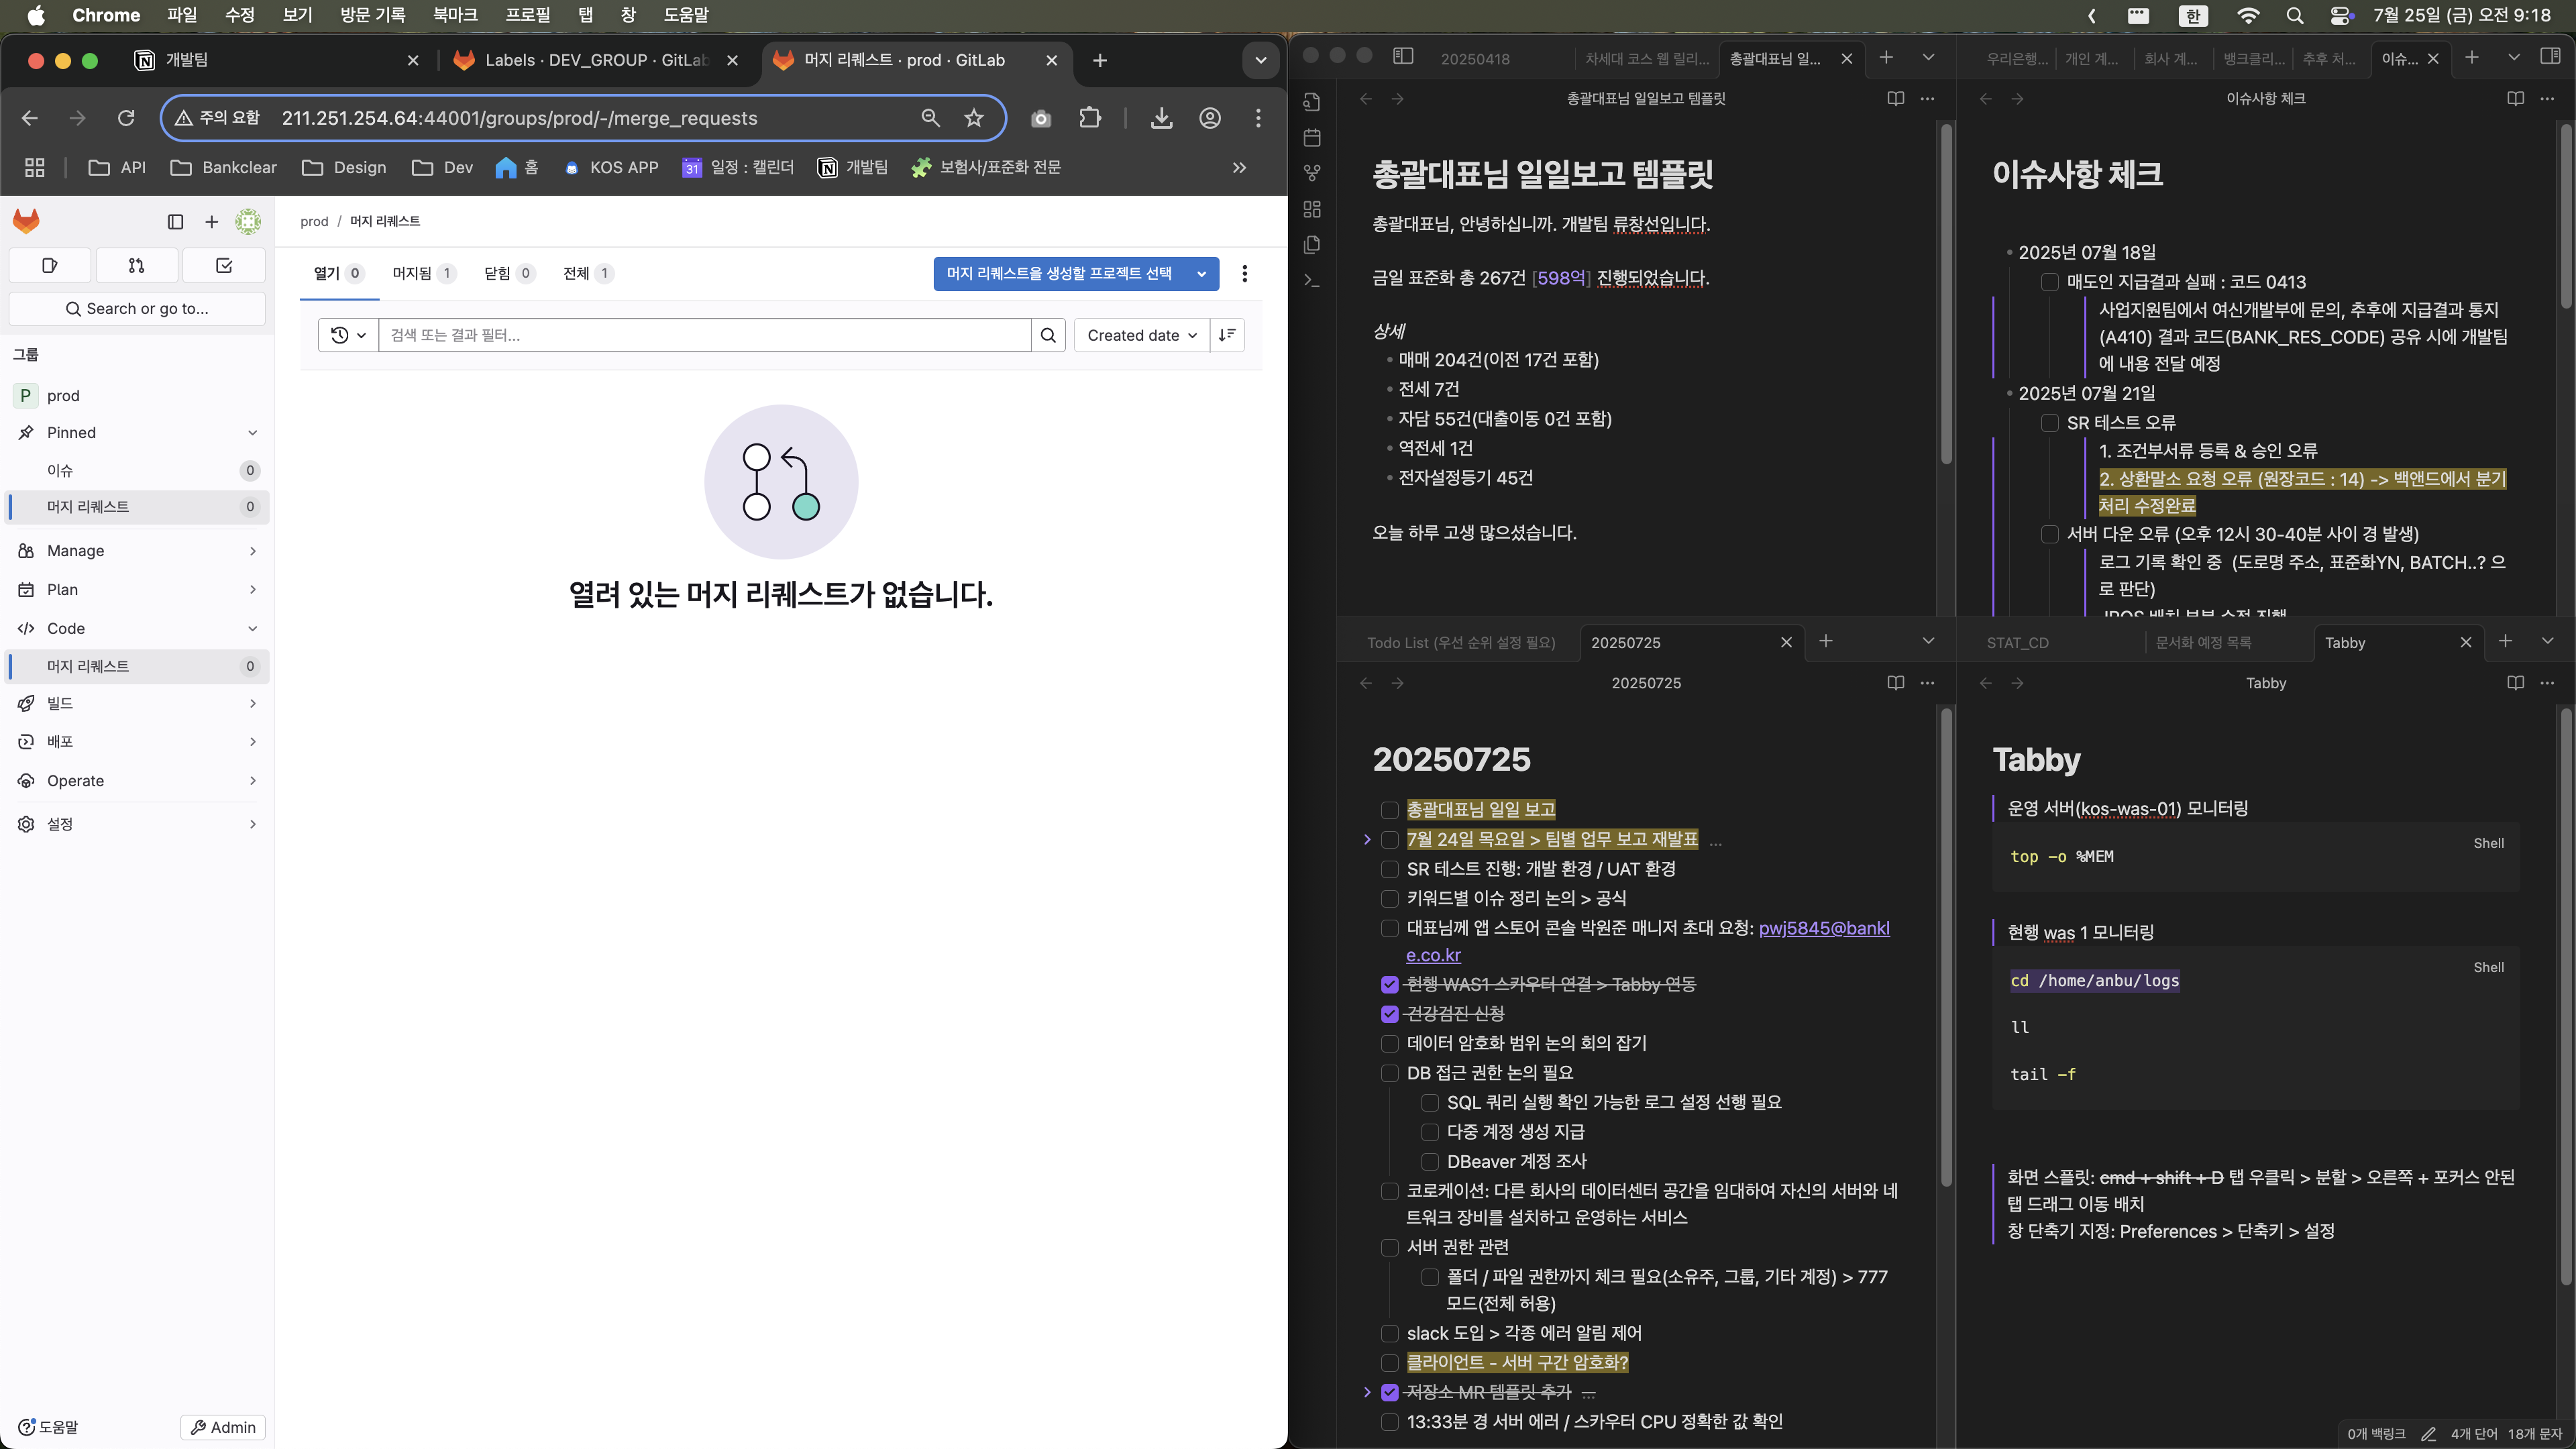 Chrome 파일 수정 보기 방문 기록 북마크 프로필 탭 창 도움말
한 7월 25일 (금) 오전 9:18
개발팀
Labels · DEV_GROUP · GitLab
머지 리퀘스트 · prod · GitLab
주의 요함 211.251.254.64:44001/groups/prod/-/merge_requests
API Bankclear Design Dev 홈 KOS APP 31 일정 : 캘린더 개발팀 보험사/표준화 전문
Search or go to...
그룹
P prod
Pinned
이슈 0
머지 리퀘스트 0
Manage
Plan
Code
머지 리퀘스트 0
빌드
배포
Operate
설정
도움말
Admin
prod / 머지 리퀘스트
열기 0 머지됨 1 닫힘 0 전체 1
머지 리퀘스트을 생성할 프로젝트 선택
검색 또는 결과 필터...
Created date
열려 있는 머지 리퀘스트가 없습니다.
20250418 차세대 코스 웹 릴리... 총괄대표님 일...
총괄대표님 일일보고 템플릿
총괄대표님 일일보고 템플릿
총괄대표님, 안녕하십니까. 개발팀 류창선입니다.
금일 표준화 총 267건 [598억] 진행되었습니다.
상세
매매 204건(이전 17건 포함)
전세 7건
자담 55건(대출이동 0건 포함)
역전세 1건
전자설정등기 45건
오늘 하루 고생 많으셨습니다.
우리은행... 개인 계... 회사 계... 뱅크클리... 추후 처... 이슈...
이슈사항 체크
이슈사항 체크
2025년 07월 18일
매도인 지급결과 실패 : 코드 0413
사업지원팀에서 여신개발부에 문의, 추후에 지급결과 통지
(A410) 결과 코드(BANK_RES_CODE) 공유 시에 개발팀
에 내용 전달 예정
2025년 07월 21일
SR 테스트 오류
1. 조건부서류 등록 & 승인 오류
2. 상환말소 요청 오류 (원장코드 : 14) -> 백앤드에서 분기
처리 수정완료
서버 다운 오류 (오후 12시 30-40분 사이 경 발생)
로그 기록 확인 중 (도로명 주소, 표준화YN, BATCH..? 으
로 판단)
IROS 배치 부분 수정 진행
Todo List (우선 순위 설정 필요) 20250725
20250725
20250725
총괄대표님 일일 보고
7월 24일 목요일 > 팀별 업무 보고 재발표 ...
SR 테스트 진행: 개발 환경 / UAT 환경
키워드별 이슈 정리 논의 > 공식
대표님께 앱 스토어 콘솔 박원준 매니저 초대 요청: pwj5845@bankl
e.co.kr
현행 WAS1 스카우터 연결 > Tabby 연동
건강검진 신청
데이터 암호화 범위 논의 회의 잡기
DB 접근 권한 논의 필요
SQL 쿼리 실행 확인 가능한 로그 설정 선행 필요
다중 계정 생성 지급
DBeaver 계정 조사
코로케이션: 다른 회사의 데이터센터 공간을 임대하여 자신의 서버와 네
트워크 장비를 설치하고 운영하는 서비스
서버 권한 관련
폴더 / 파일 권한까지 체크 필요(소유주, 그룹, 기타 계정) > 777
모드(전체 허용)
slack 도입 > 각종 에러 알림 제어
클라이언트 - 서버 구간 암호화?
저장소 MR 템플릿 추가 ...
13:33분 경 서버 에러 / 스카우터 CPU 정확한 값 확인
STAT_CD 문서화 예정 목록 Tabby
Tabby
Tabby
운영 서버(kos-was-01) 모니터링
Shell
top -o %MEM
현행 was 1 모니터링
Shell
cd /home/anbu/logs
ll
tail -f
화면 스플릿: cmd + shift + D 탭 우클릭 > 분할 > 오른쪽 + 포커스 안된
탭 드래그 이동 배치
창 단축기 지정: Preferences > 단축키 > 설정
0개 백링크 4개 단어 18개 문자